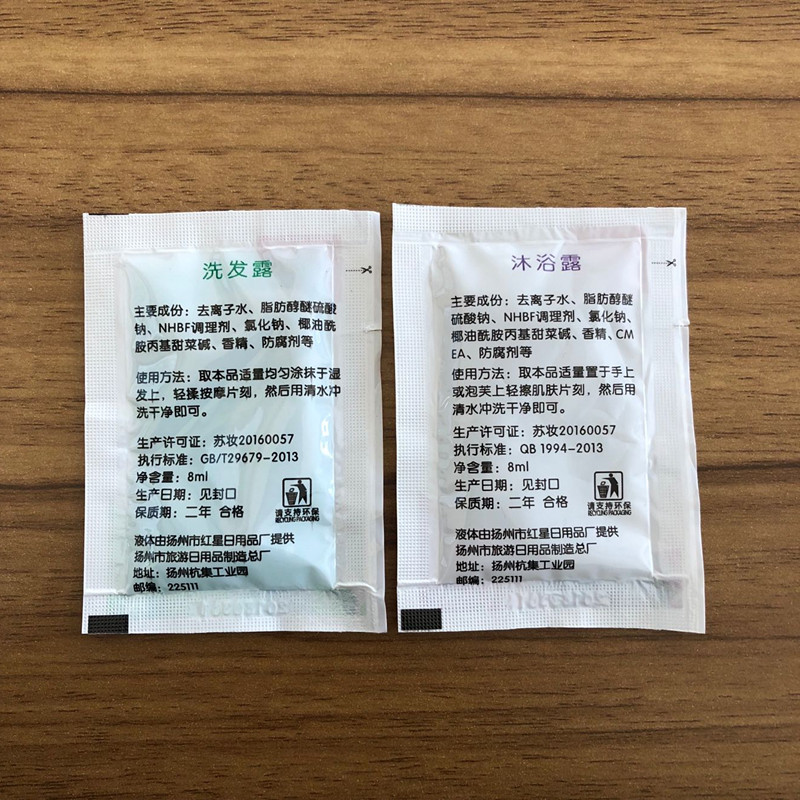 洗发露
主要成份：去离子水、脂肪醇醚硫酸
钠、NHBF调理剂、氯化钠、椰油酰
胺丙基甜菜碱、香精、防腐剂等
使用方法：取本品适量均匀涂抹于湿
发上，轻揉按摩片刻，然后用清水冲
洗干净即可。
生产许可证：苏妆20160057
执行标准：GB/T29679-2013
净含量：8ml
生产日期：见封口
保质期：二年 合格
请支持环保
RECYCLING PACKAGING
液体由扬州市红星日用品厂提供
扬州市旅游日用品制造总厂
地址：扬州杭集工业园
邮编：225111
沐浴露
主要成份：去离子水、脂肪醇醚
硫酸钠、NHBF调理剂、氯化钠、
椰油酰胺丙基甜菜碱、香精、CM
EA、防腐剂等
使用方法：取本品适量置于手上
或泡芙上轻擦肌肤片刻，然后用
清水冲洗干净即可。
生产许可证：苏妆20160057
执行标准：QB 1994-2013
净含量：8ml
生产日期：见封口
保质期：二年 合格
请支持环保
RECYCLING PACKAGING
液体由扬州市红星日用品厂提供
扬州市旅游日用品制造总厂
地址：扬州杭集工业园
邮编：225111